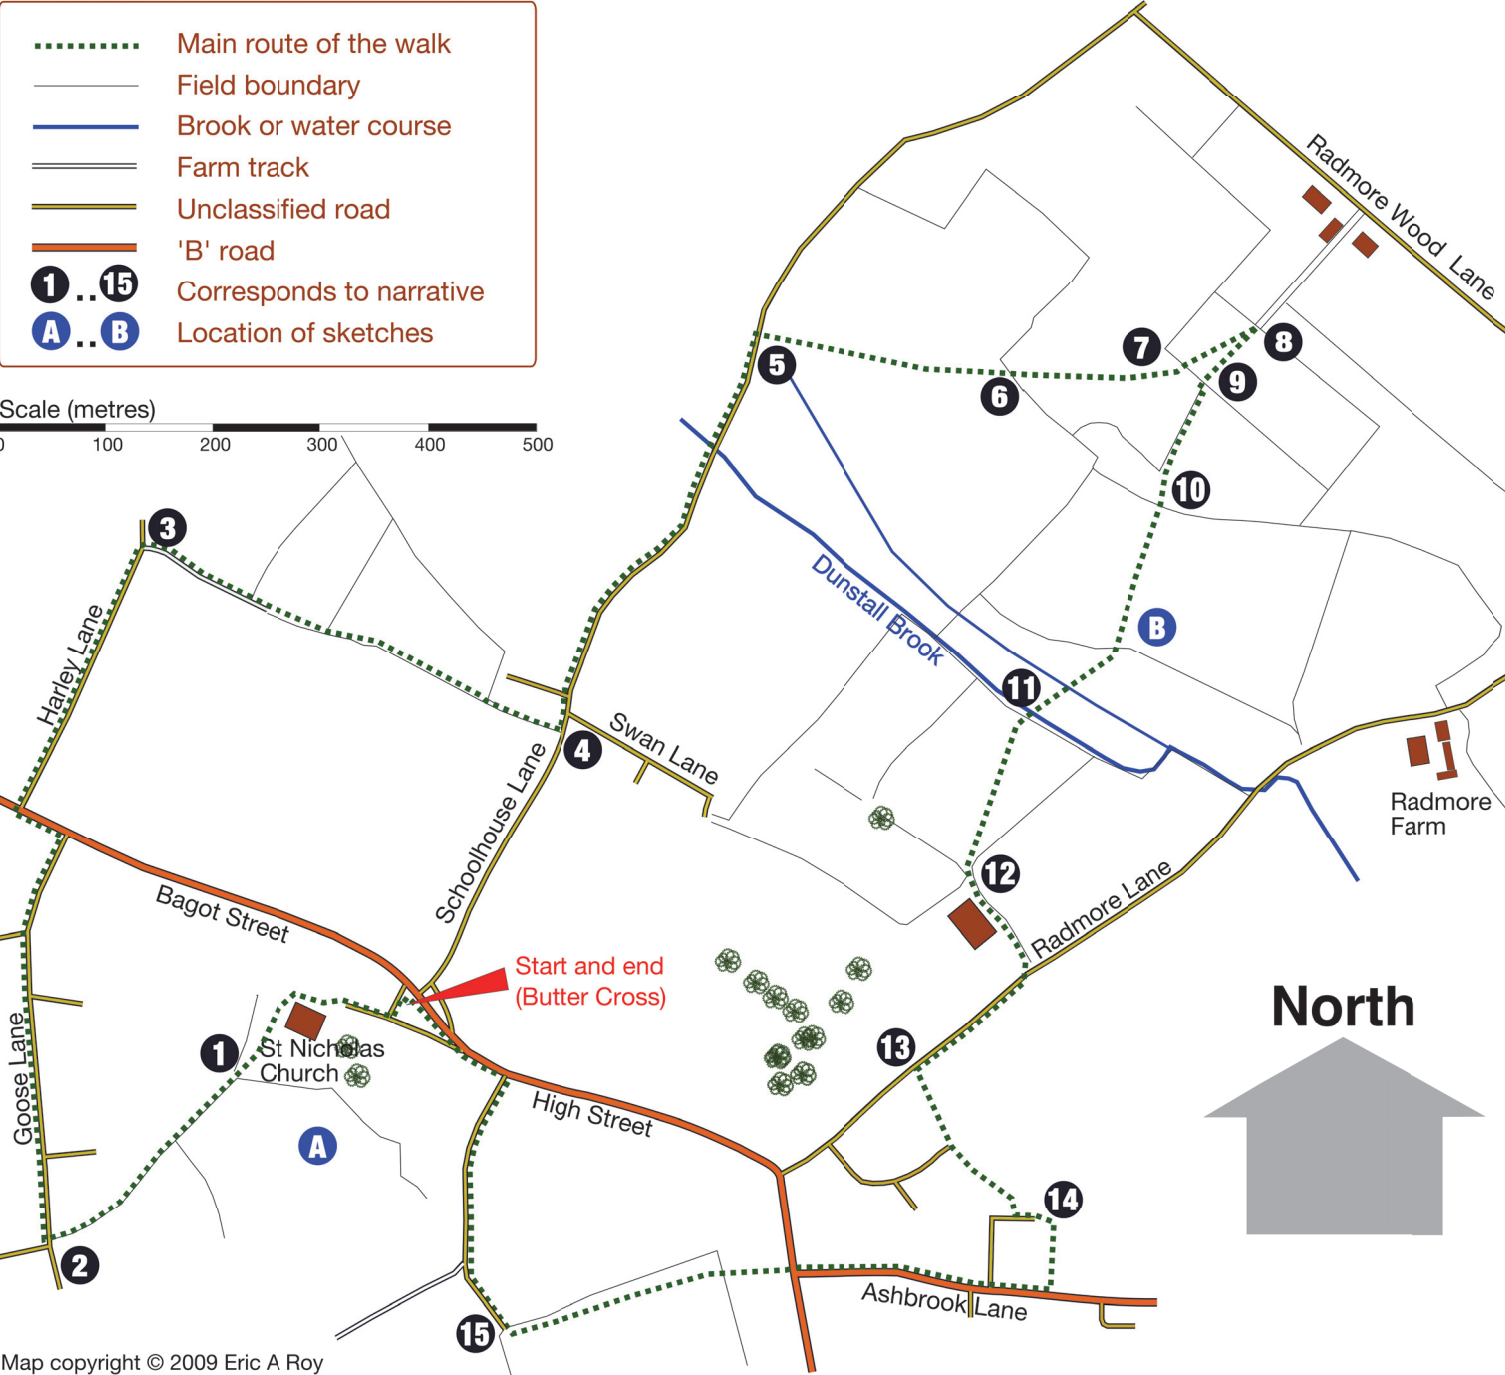 Main route of the walk
Field boundary
Brook or water course
Farm track
Unclassified road
'B' road
1 .. 15 Corresponds to narrative
A .. B Location of sketches
Scale (metres)
0 100 200 300 400 500
Radmore Wood Lane
5
6
7
8
9
10
3
Harley Lane
Dunstall Brook
B
11
4
Swan Lane
Schoolhouse Lane
Radmore
Farm
12
Radmore Lane
Bagot Street
Start and end
(Butter Cross)
North
1
St Nicholas
Church
Goose Lane
A
High Street
13
14
2
Ashbrook Lane
15
Map copyright © 2009 Eric A Roy